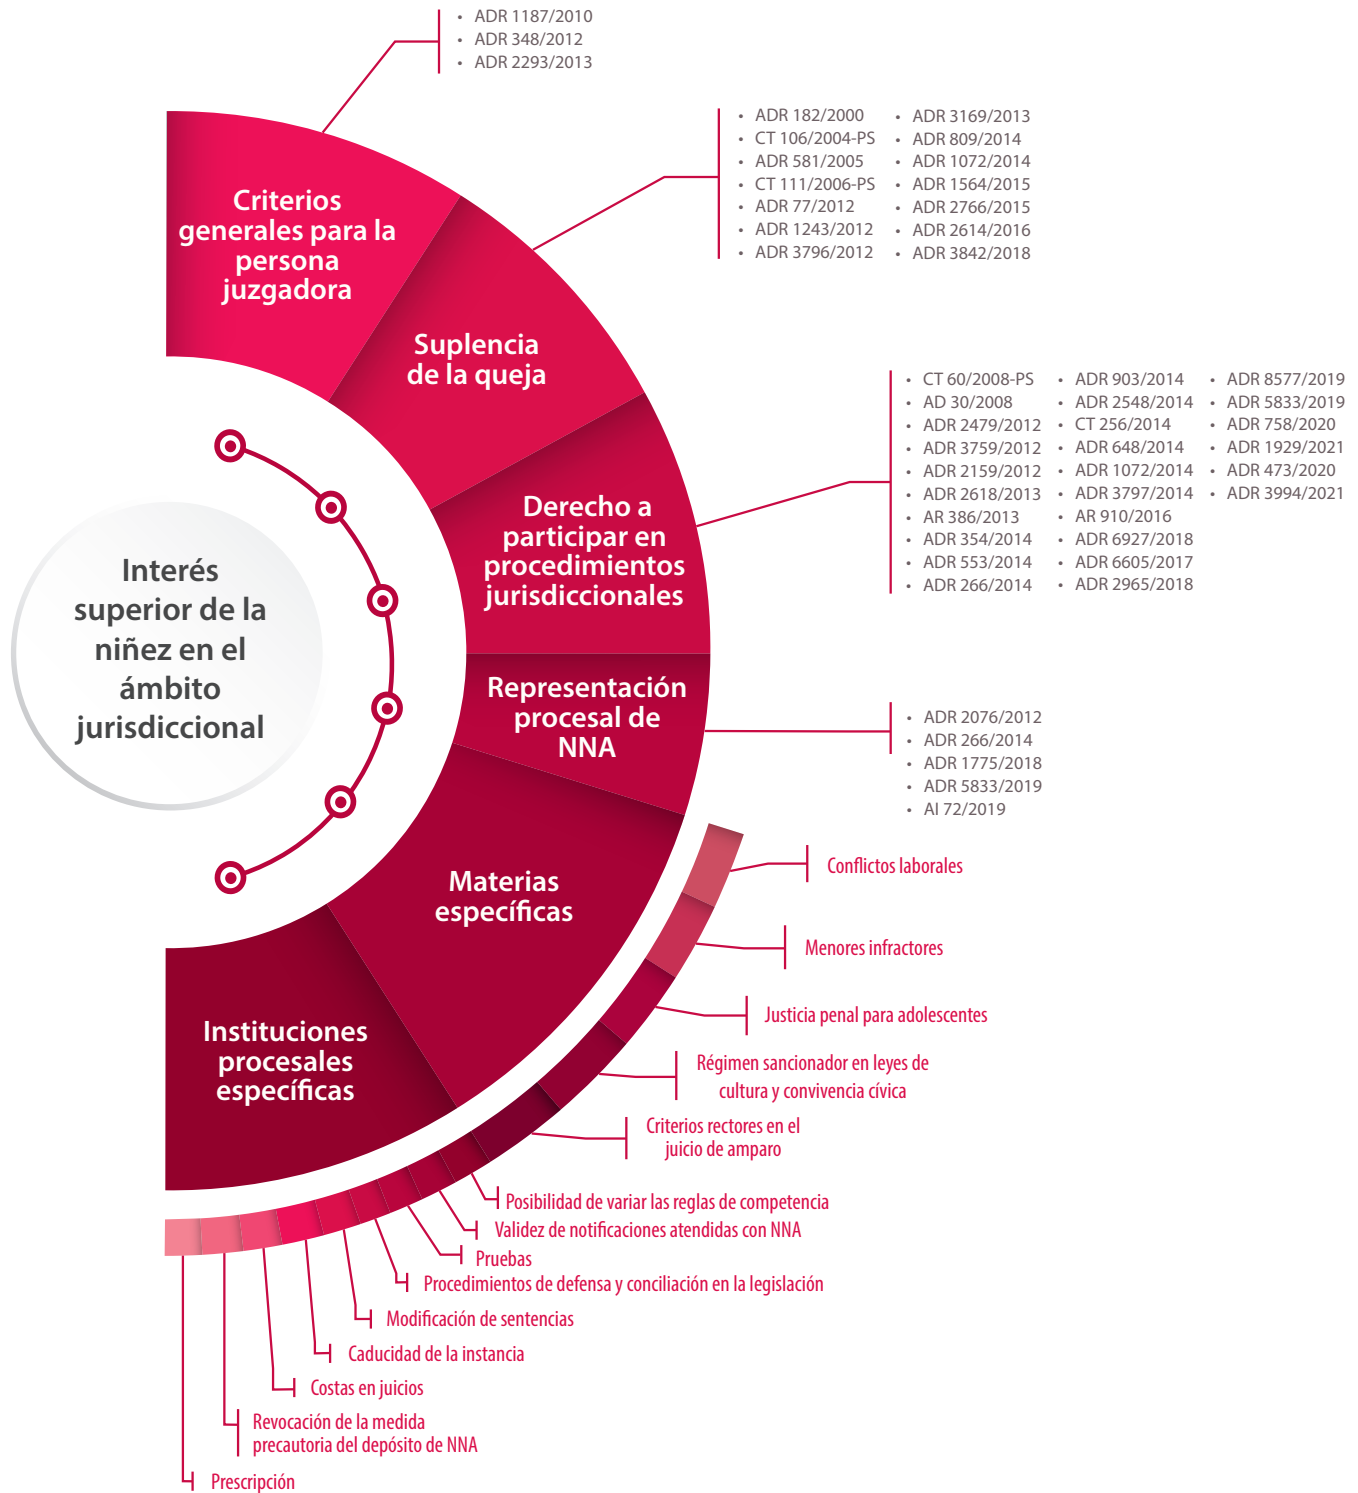 • ADR 1187/2010
• ADR 348/2012
• ADR 2293/2013
Criterios
generales para la
persona
juzgadora
• ADR 182/2000
• CT 106/2004-PS
• ADR 581/2005
• CT 111/2006-PS
• ADR 77/2012
• ADR 1243/2012
• ADR 3796/2012
• ADR 3169/2013
• ADR 809/2014
• ADR 1072/2014
• ADR 1564/2015
• ADR 2766/2015
• ADR 2614/2016
• ADR 3842/2018
Suplencia
de la queja
• CT 60/2008-PS
• AD 30/2008
• ADR 2479/2012
• ADR 3759/2012
• ADR 2159/2012
• ADR 2618/2013
• AR 386/2013
• ADR 354/2014
• ADR 553/2014
• ADR 266/2014
• ADR 903/2014
• ADR 2548/2014
• CT 256/2014
• ADR 648/2014
• ADR 1072/2014
• ADR 3797/2014
• AR 910/2016
• ADR 6927/2018
• ADR 6605/2017
• ADR 2965/2018
• ADR 8577/2019
• ADR 5833/2019
• ADR 758/2020
• ADR 1929/2021
• ADR 473/2020
• ADR 3994/2021
Derecho a
participar en
procedimientos
jurisdiccionales
Interés
superior de la
niñez en el
ámbito
jurisdiccional
Representación
procesal de
NNA
• ADR 2076/2012
• ADR 266/2014
• ADR 1775/2018
• ADR 5833/2019
• AI 72/2019
Materias
específicas
Conflictos laborales
Menores infractores
Justicia penal para adolescentes
Régimen sancionador en leyes de
cultura y convivencia cívica
Criterios rectores en el
juicio de amparo
Instituciones
procesales
específicas
Posibilidad de variar las reglas de competencia
Validez de notificaciones atendidas con NNA
Pruebas
Procedimientos de defensa y conciliación en la legislación
Modificación de sentencias
Caducidad de la instancia
Costas en juicios
Revocación de la medida
precautoria del depósito de NNA
Prescripción